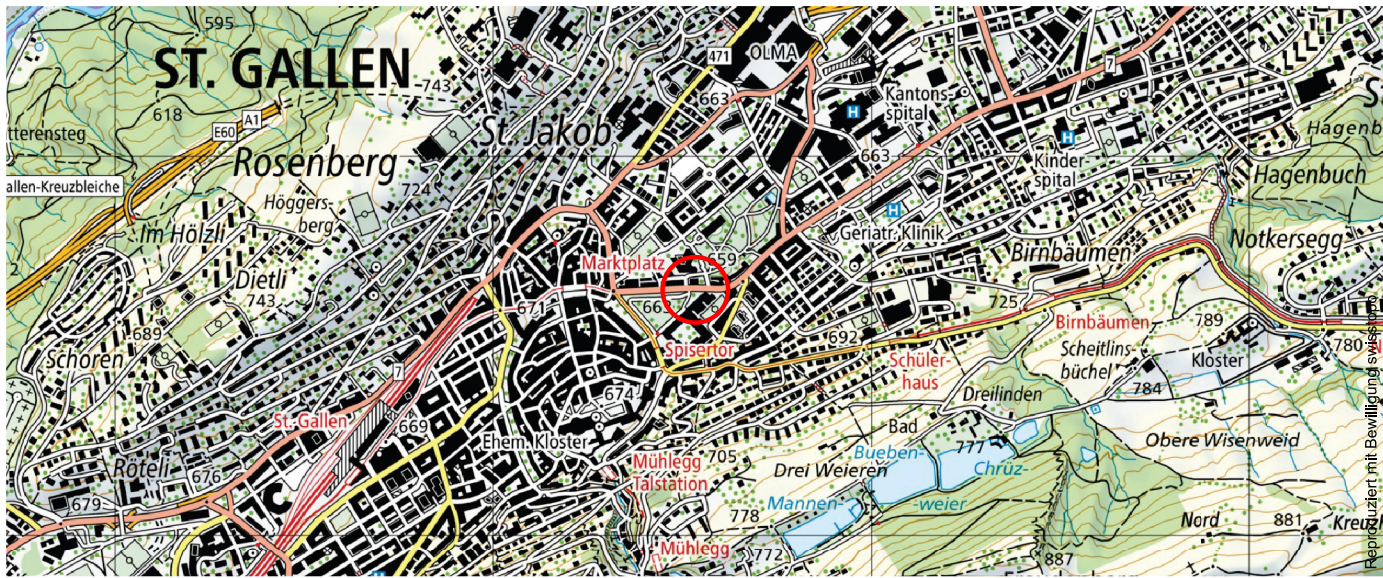 595
ST. GALLEN
743
618
A1
E60
tterensteg
Rosenberg
allen-Kreuzbleiche
724
Höggers-
berg
Im Hölzli
Dietli
743
689
Schoren
St. Jakob
471
OLMA
663
7
Kantons-
spital
663
H
H
H
Kinder-
spital
Hagenb
Hagenbuch
Geriatr. Klinik
Birnbäumen
Notkersegg
Marktplatz
659
66
671
Spisertor
692
725
Birnbäumen
789
780
Schüler-
haus
Scheitlins-
büchel
Kloster
784
Dreilinden
7
St. Gallen
669
674
Ehem. Kloster
Röteli
676
679
Mühlegg
Talstation
705
Bad
Drei Weieren
Bueben-
777
Chrüz-
Mannen-
-weier
Obere Wisenweid
778
Mühlegg
772
Nord
881
887
H
Reproduziert mit Bewilligung swisstopo